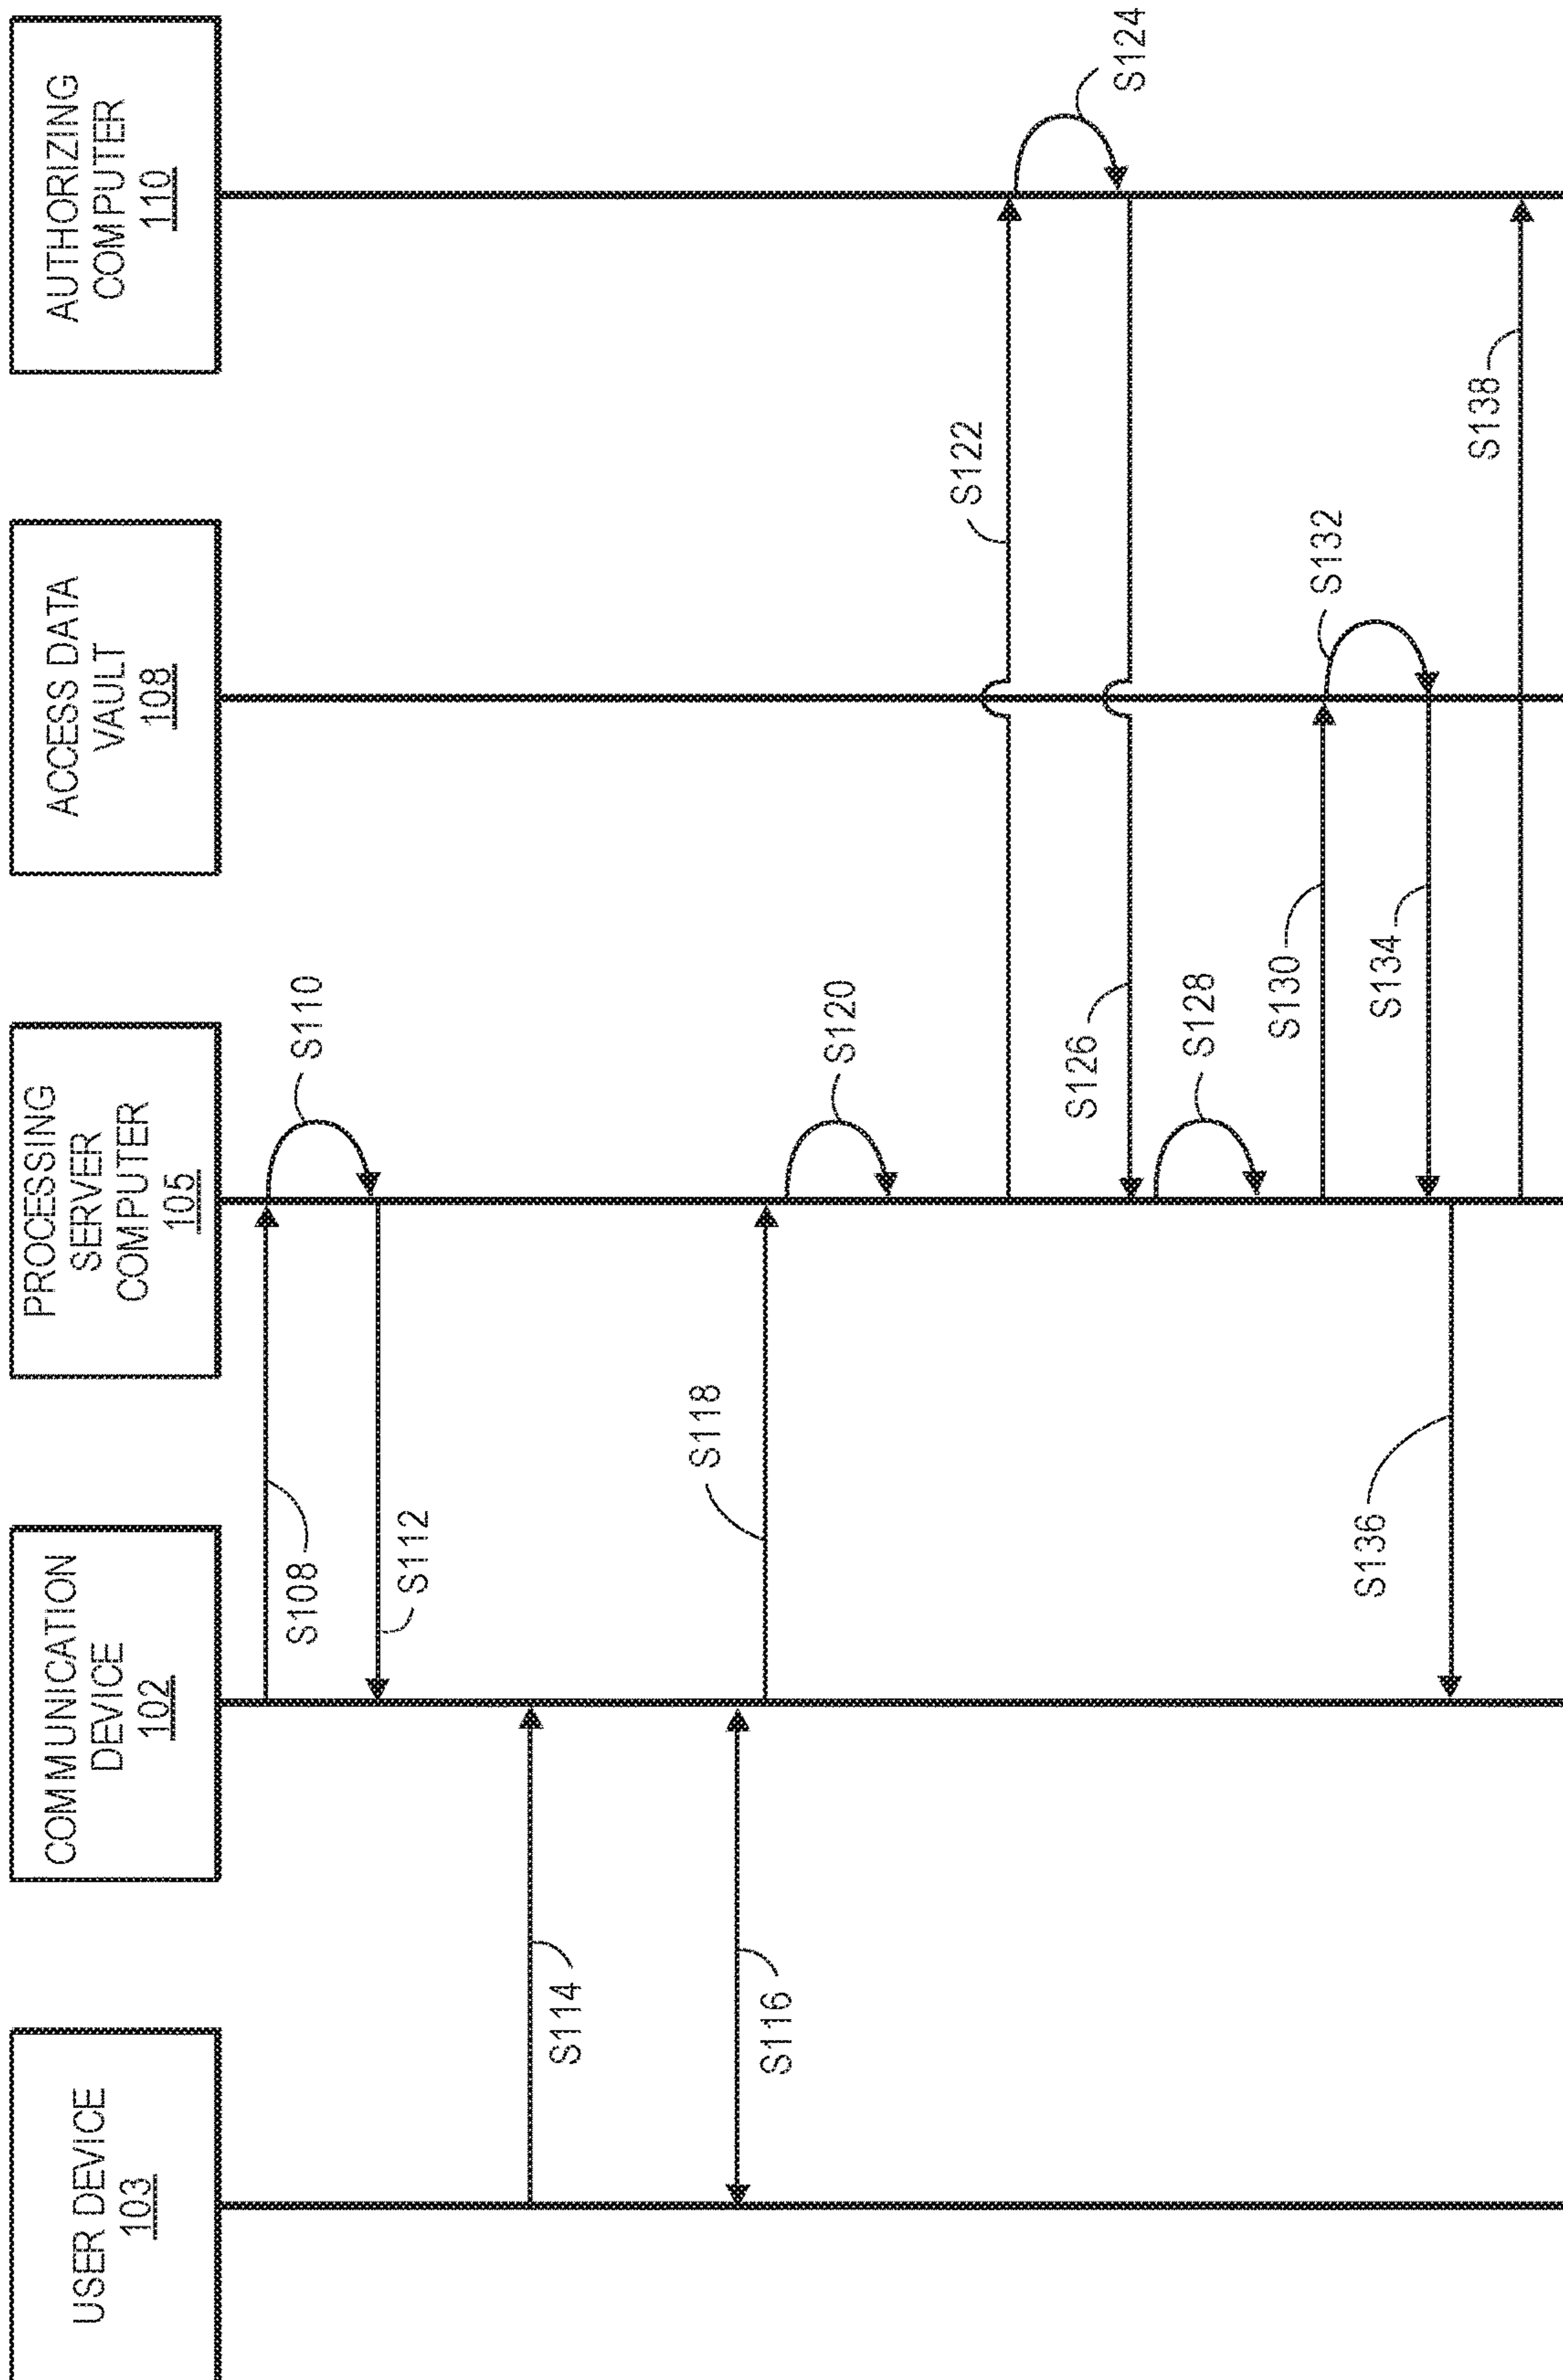 USER DEVICE
103
COMMUNICATION
DEVICE
102
PROCESSING
SERVER
COMPUTER
105
ACCESS DATA
VAULT
108
AUTHORIZING
COMPUTER
110
S108
S110
S112
S114
S116
S118
S120
S122
S124
S126
S128
S130
S132
S134
S136
S138